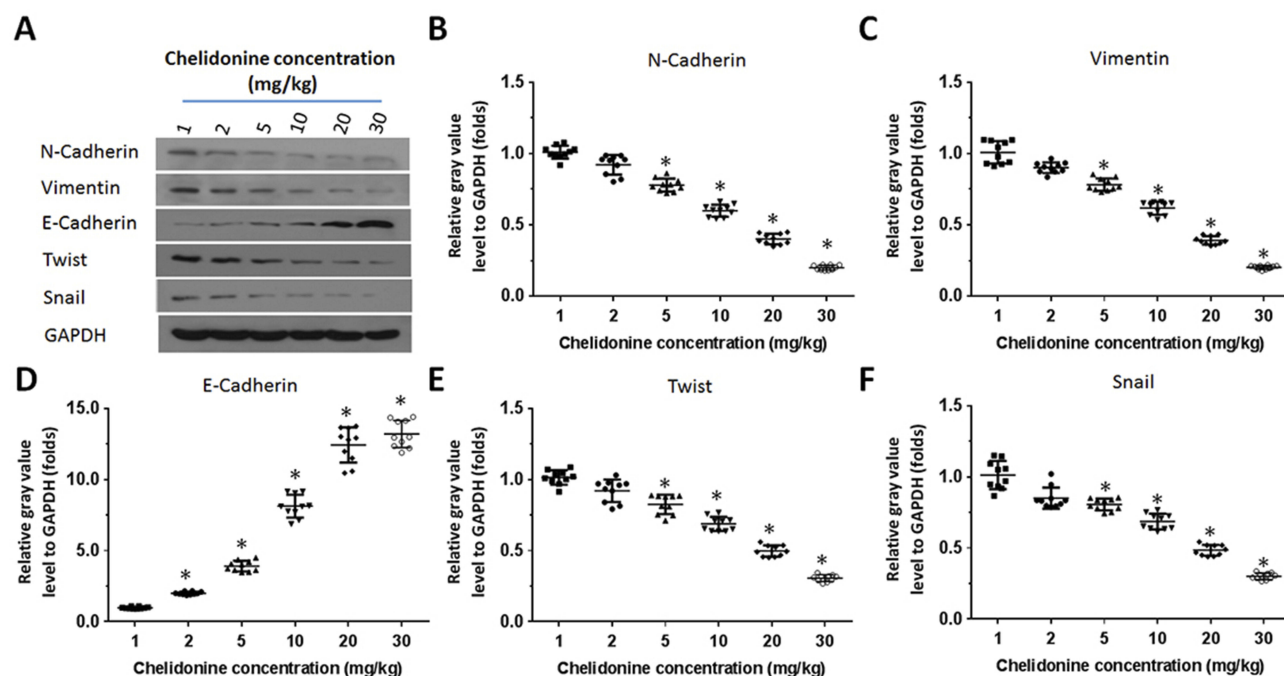 A
Chelidonine concentration
(mg/kg)
1 2 5 10 20 30
N-Cadherin
Vimentin
E-Cadherin
Twist
Snail
GAPDH
B
N-Cadherin
Relative gray value
level to GAPDH (folds)
1.5
1.0
0.5
0.0
* * * *
1 2 5 10 20 30
Chelidonine concentration (mg/kg)
C
Vimentin
Relative gray value
level to GAPDH (folds)
1.5
1.0
0.5
0.0
* * * *
1 2 5 10 20 30
Chelidonine concentration (mg/kg)
D
E-Cadherin
Relative gray value
level to GAPDH (folds)
15.0
10.0
5.0
0.0
* * * * *
1 2 5 10 20 30
Chelidonine concentration (mg/kg)
E
Twist
Relative gray value
level to GAPDH (folds)
1.5
1.0
0.5
0.0
* * * *
1 2 5 10 20 30
Chelidonine concentration (mg/kg)
F
Snail
Relative gray value
level to GAPDH (folds)
1.5
1.0
0.5
0.0
* * * *
1 2 5 10 20 30
Chelidonine concentration (mg/kg)